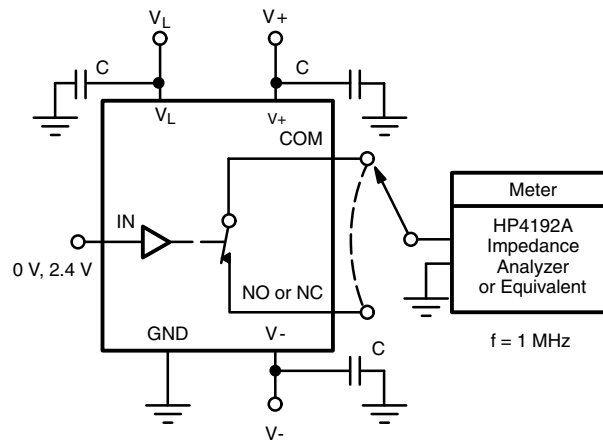 VL
V+
C
C
VL
V+
COM
Meter
IN
HP4192A
Impedance
Analyzer
or Equivalent
0 V, 2.4 V
NO or NC
GND
V-
f = 1 MHz
C
V-